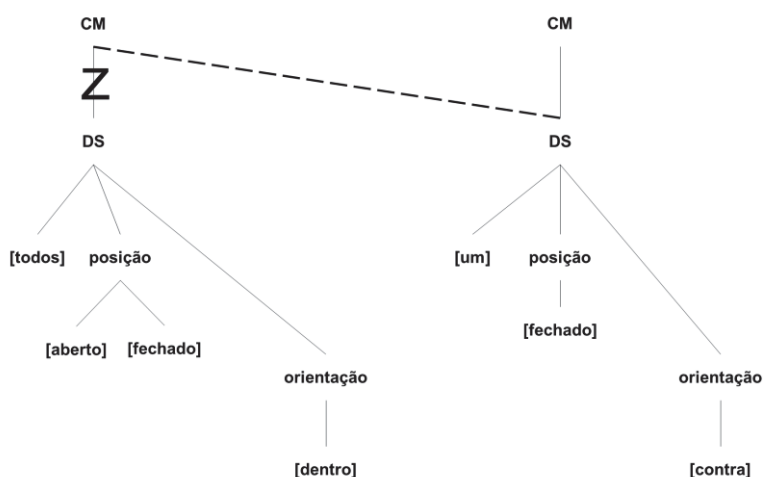 CM CM
Z
DS DS
[todos] posição [um] posição
[aberto] [fechado] [fechado]
orientação orientação
[dentro] [contra]